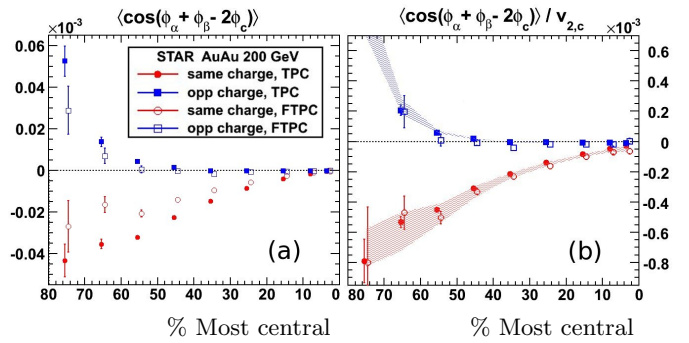 ⟨cos(ϕα + ϕβ - 2ϕc)⟩
×10⁻³
0.06
0.04
0.02
0
-0.02
-0.04
STAR AuAu 200 GeV
same charge, TPC
opp charge, TPC
same charge, FTPC
opp charge, FTPC
(a)
80 70 60 50 40 30 20 10 0
% Most central
⟨cos(ϕα + ϕβ - 2ϕc)⟩ / v2,c
×10⁻³
0.6
0.4
0.2
0
-0.2
-0.4
-0.6
-0.8
(b)
80 70 60 50 40 30 20 10 0
% Most central